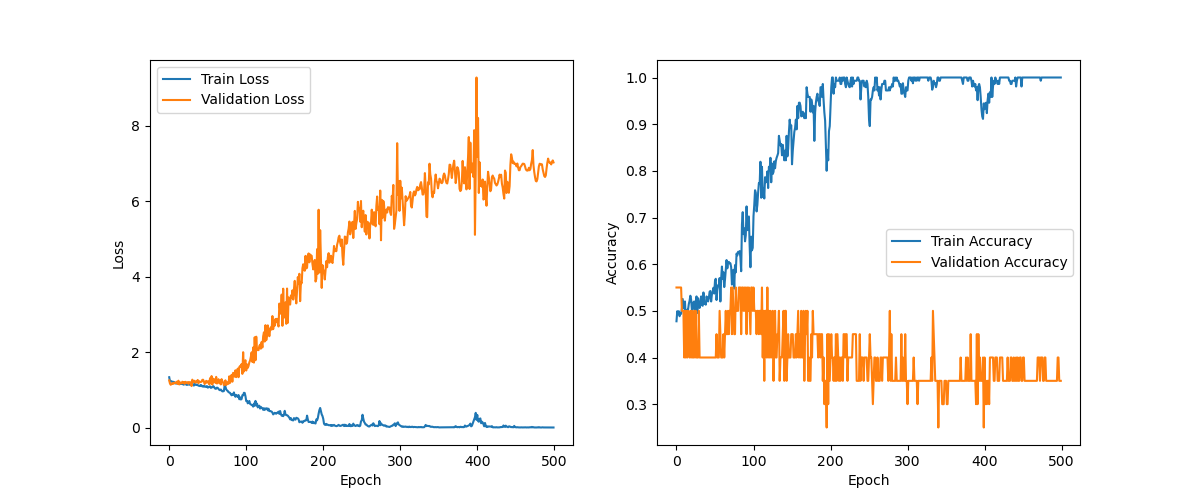 Train Loss
Validation Loss
Loss
8
6
4
2
0
0 100 200 300 400 500
Epoch
Train Accuracy
Validation Accuracy
Accuracy
1.0
0.9
0.8
0.7
0.6
0.5
0.4
0.3
0 100 200 300 400 500
Epoch